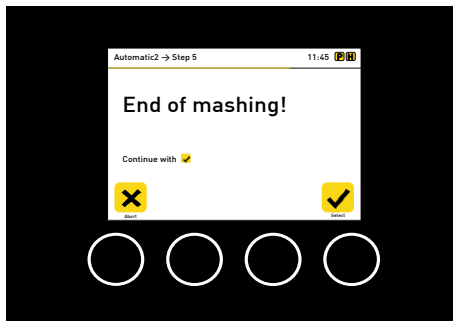 Automatic2 → Step 5
11:45 P H
End of mashing!
Continue with
Abort
Select